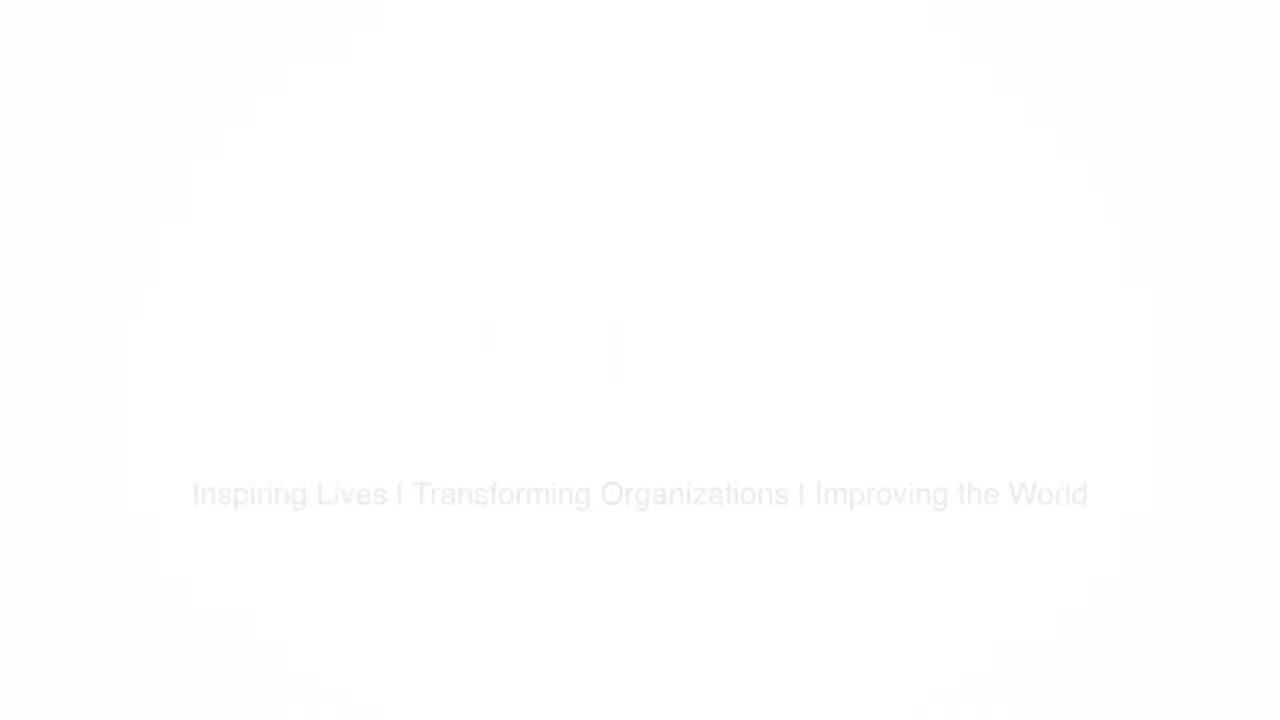 Inspiring Lives | Transforming Organizations | Improving the World